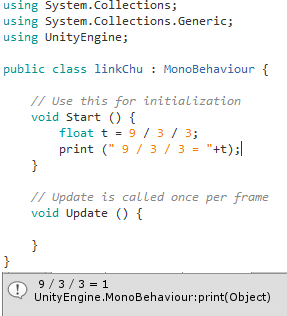 using System.Collections;
using System.Collections.Generic;
using UnityEngine;
public class linkChu : MonoBehaviour {
// Use this for initialization
void Start () {
float t = 9 / 3 / 3;
print (" 9 / 3 / 3 = "+t);
}
// Update is called once per frame
void Update () {
}
}
9 / 3 / 3 = 1
UnityEngine.MonoBehaviour:print(Object)